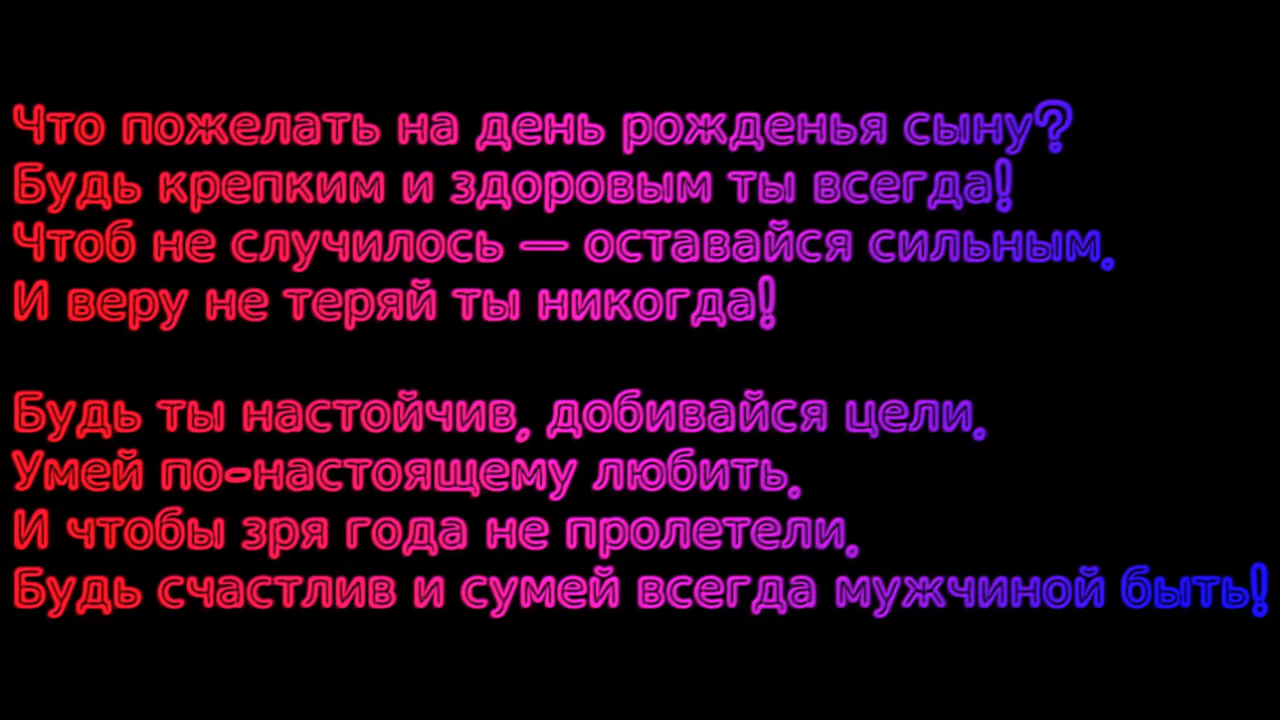 Что пожелать на день рожденья сыну?
Будь крепким и здоровым ты всегда!
Чтоб не случилось — оставайся сильным.
И веру не теряй ты никогда!
Будь ты настойчив, добивайся цели.
Умей по-настоящему любить.
И чтобы зря года не пролетели.
Будь счастлив и сумей всегда мужчиной быть!